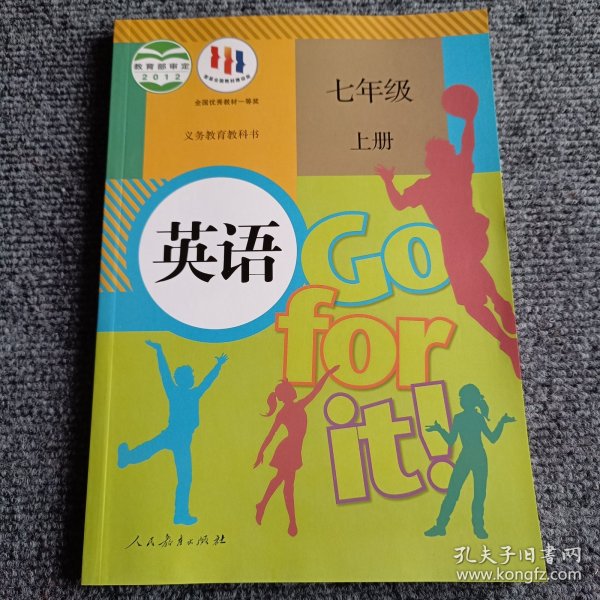 教育部审定
2012
全国优秀教材一等奖
义务教育教科书
七年级
上册
英语
Go
for
it!
人民教育出版社
孔夫子旧书网
www.kongfz.com